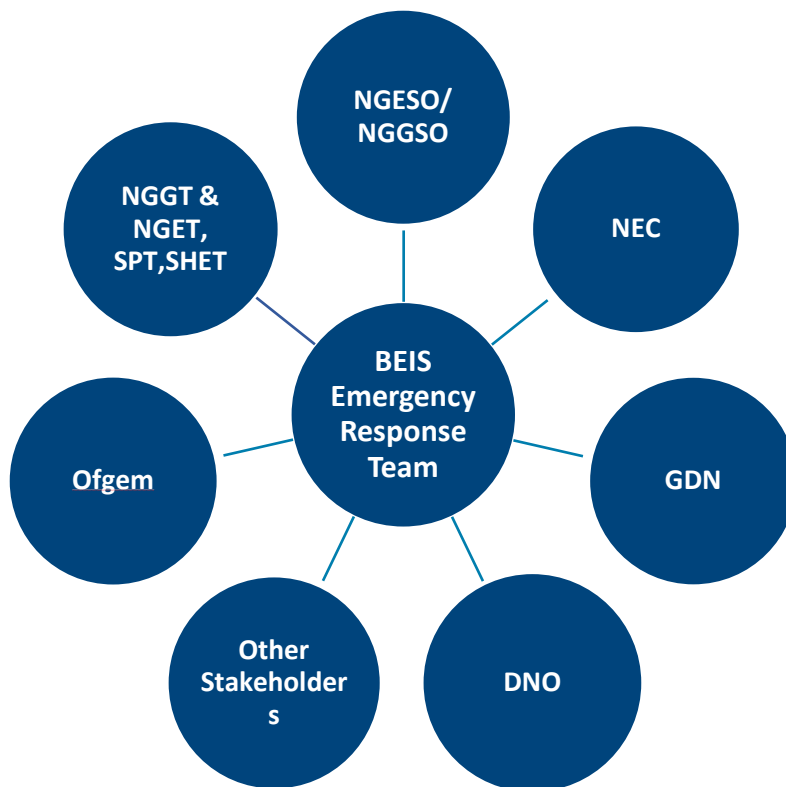 NGESO/
NGGSO
NGGT &
NGET,
SPT,SHET
NEC
BEIS
Emergency
Response
Team
Ofgem
GDN
Other
Stakeholder
s
DNO